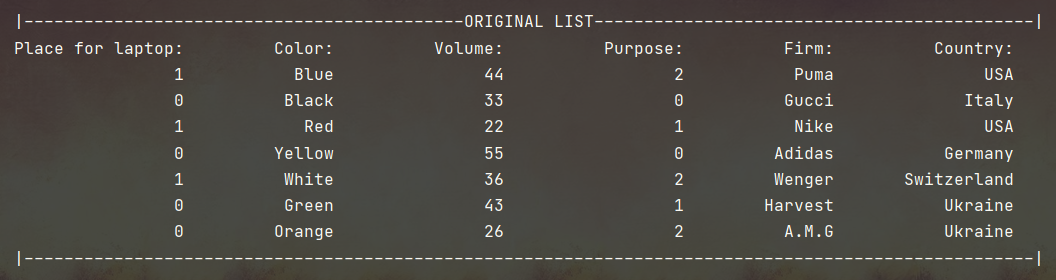 |--------------------------------------------ORIGINAL LIST--------------------------------------------|
Place for laptop: Color: Volume: Purpose: Firm: Country:
1 Blue 44 2 Puma USA
0 Black 33 0 Gucci Italy
1 Red 22 1 Nike USA
0 Yellow 55 0 Adidas Germany
1 White 36 2 Wenger Switzerland
0 Green 43 1 Harvest Ukraine
0 Orange 26 2 A.M.G Ukraine
|-----------------------------------------------------------------------------------------------------|